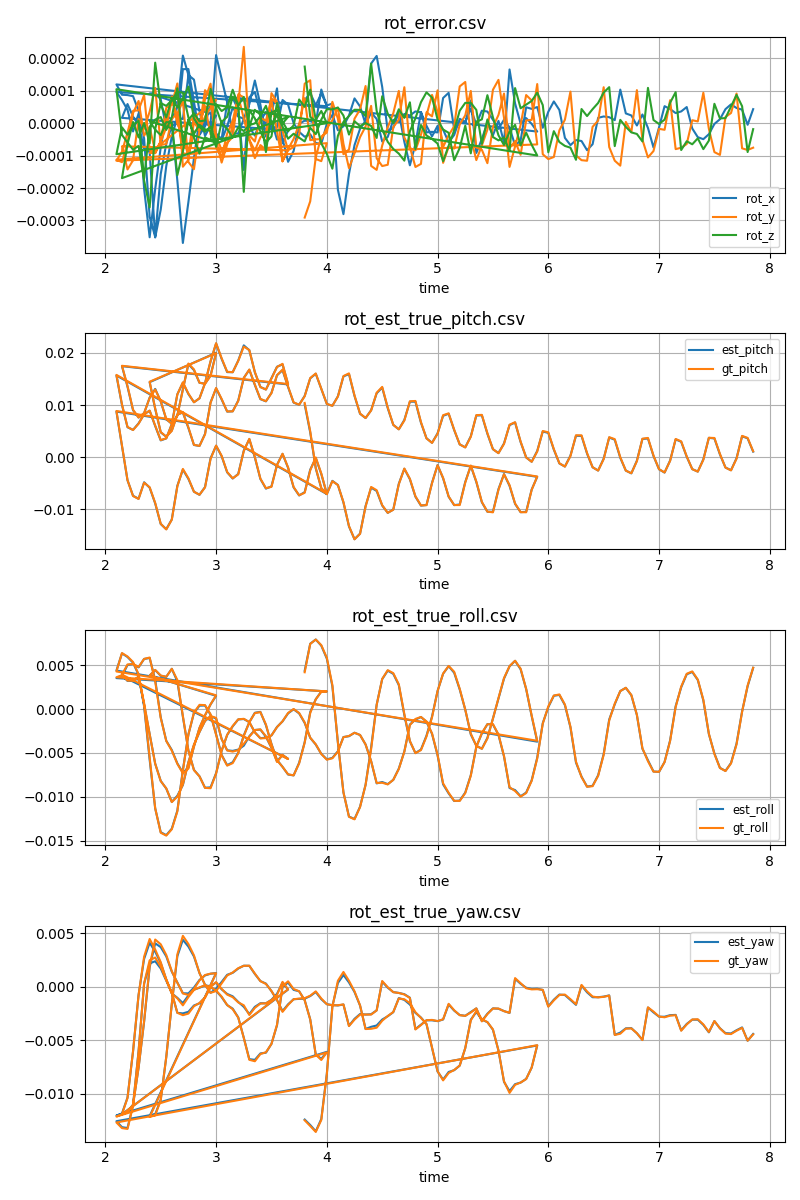 rot_error.csv
0.0002
0.0001
0.0000
−0.0001
−0.0002
−0.0003
rot_x
rot_y
rot_z
2 3 4 5 6 7 8
time
rot_est_true_pitch.csv
0.02
0.01
0.00
−0.01
est_pitch
gt_pitch
2 3 4 5 6 7 8
time
rot_est_true_roll.csv
0.005
0.000
−0.005
−0.010
−0.015
est_roll
gt_roll
2 3 4 5 6 7 8
time
rot_est_true_yaw.csv
0.005
0.000
−0.005
−0.010
est_yaw
gt_yaw
2 3 4 5 6 7 8
time